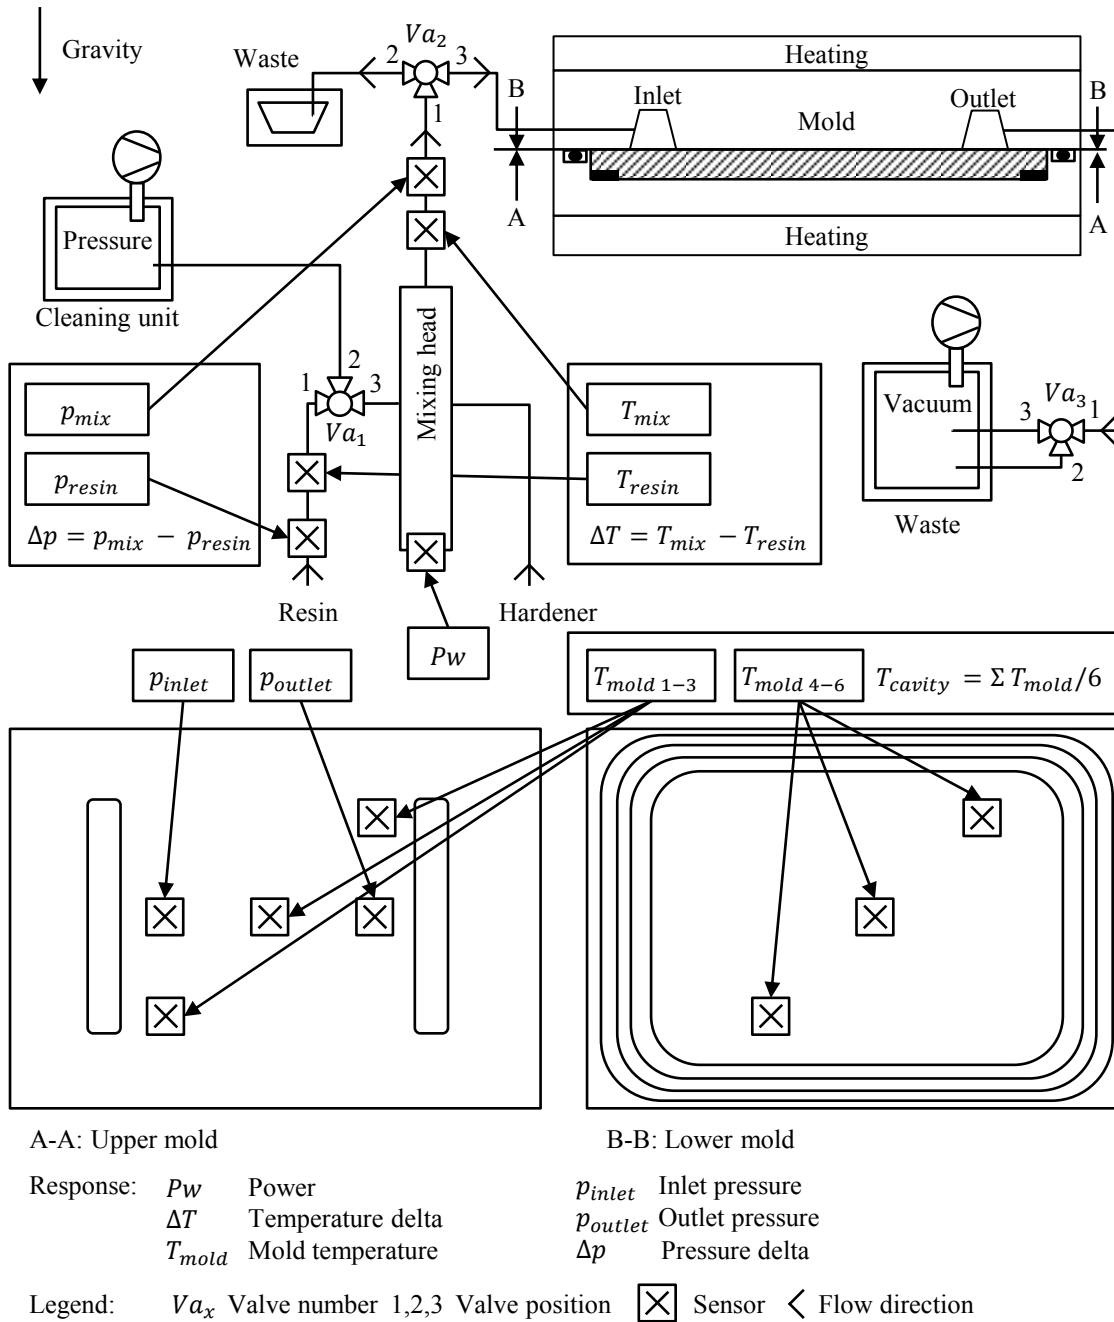 Gravity
Waste
Va₂
2
3
1
Heating
B
B
Inlet
Outlet
Mold
A
A
Heating
Pressure
Cleaning unit
Mixing head
2
1
3
Va₁
p_mix
p_resin
Δp = p_mix − p_resin
T_mix
T_resin
ΔT = T_mix − T_resin
Vacuum
Va₃
3
1
2
Waste
Resin
Hardener
Pw
p_inlet
p_outlet
T_mold 1−3
T_mold 4−6
T_cavity = Σ T_mold/6
A-A: Upper mold
B-B: Lower mold
Response: Pw Power p_inlet Inlet pressure
ΔT Temperature delta p_outlet Outlet pressure
T_mold Mold temperature Δp Pressure delta
Legend: Va_x Valve number 1,2,3 Valve position Sensor Flow direction